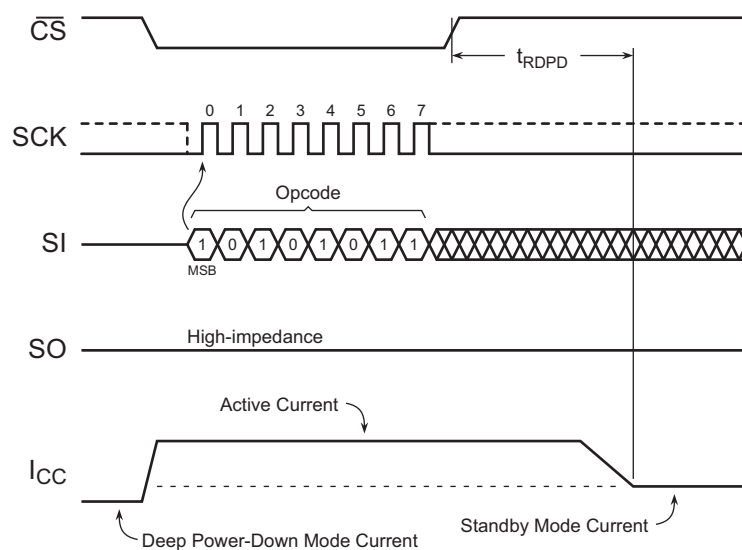 CS
tRDPD
0 1 2 3 4 5 6 7
SCK
Opcode
SI
1 0 1 0 1 0 1 1
MSB
High-impedance
SO
Active Current
ICC
Standby Mode Current
Deep Power-Down Mode Current